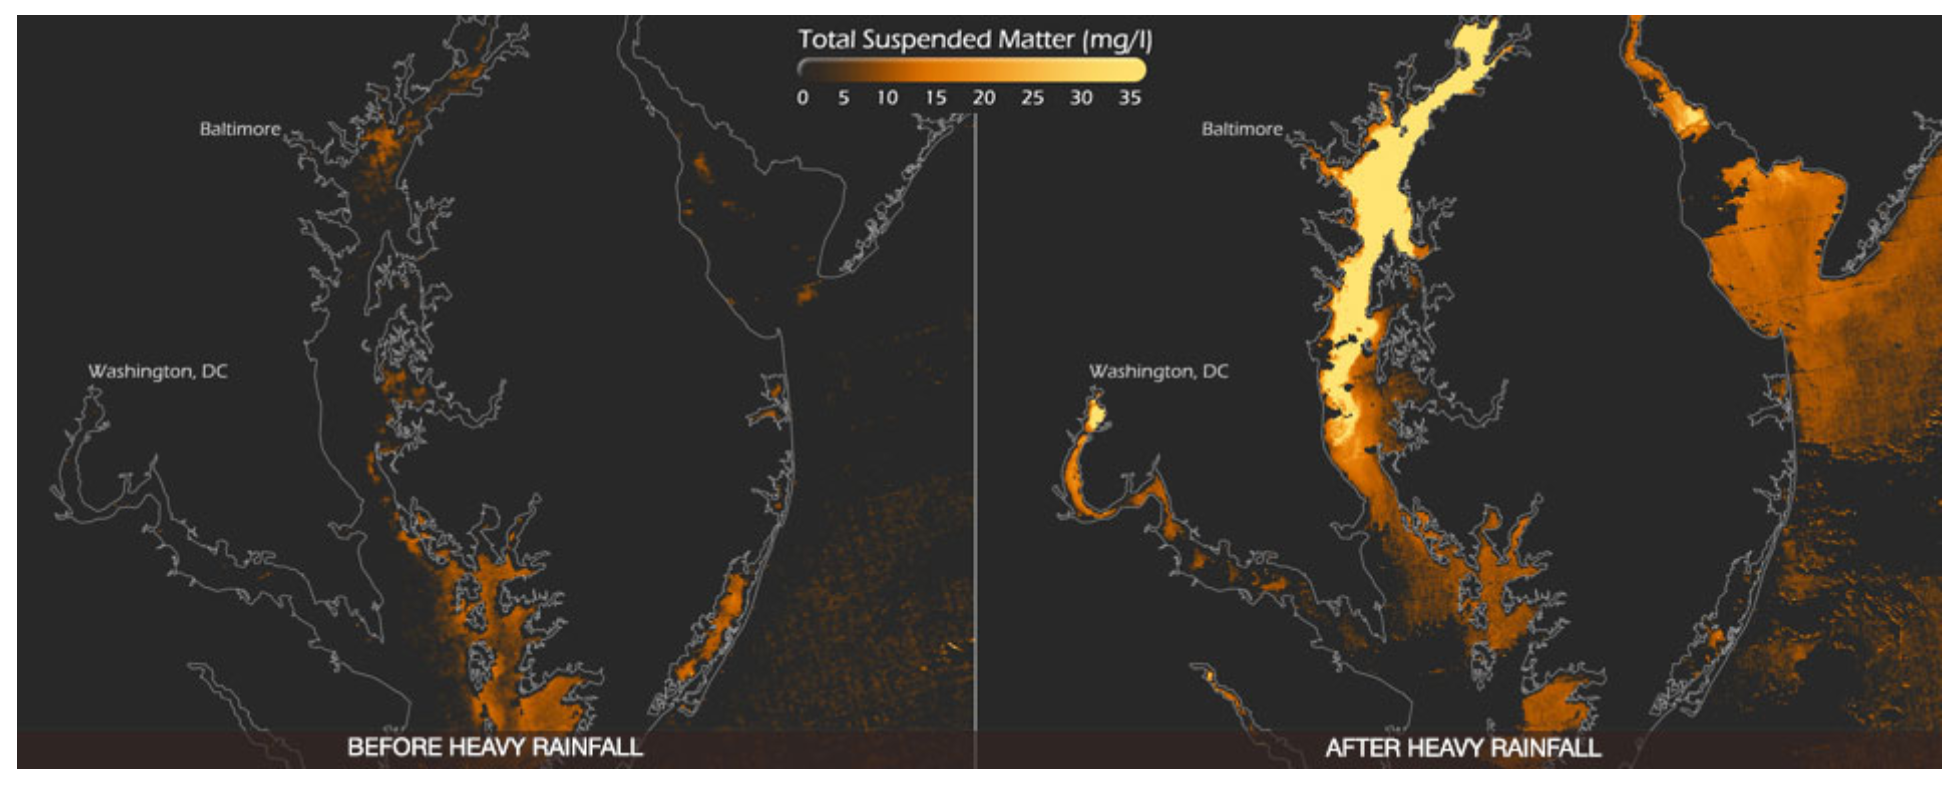 Total Suspended Matter (mg/l)
0 5 10 15 20 25 30 35
Baltimore
Baltimore
Washington, DC
Washington, DC
BEFORE HEAVY RAINFALL
AFTER HEAVY RAINFALL